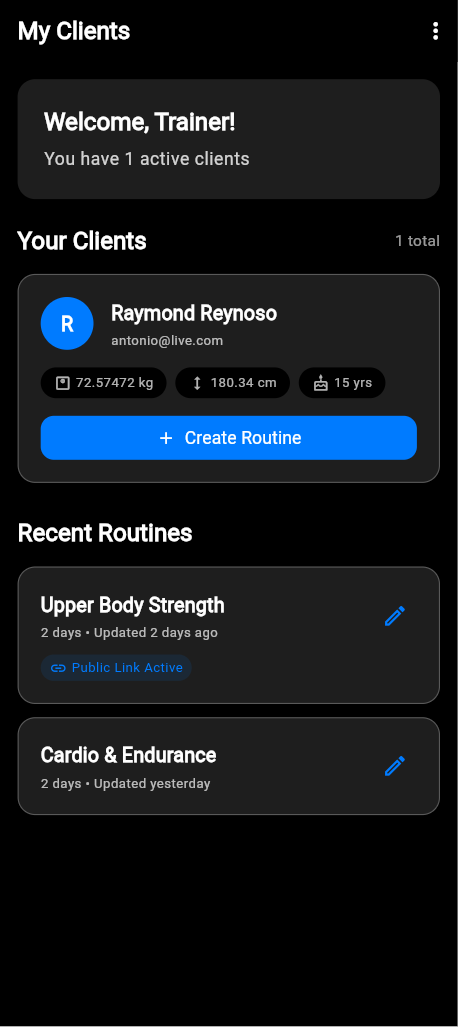 My Clients
Welcome, Trainer!
You have 1 active clients
Your Clients
1 total
R
Raymond Reynoso
antonio@live.com
72.57472 kg
180.34 cm
15 yrs
+ Create Routine
Recent Routines
Upper Body Strength
2 days • Updated 2 days ago
Public Link Active
Cardio & Endurance
2 days • Updated yesterday